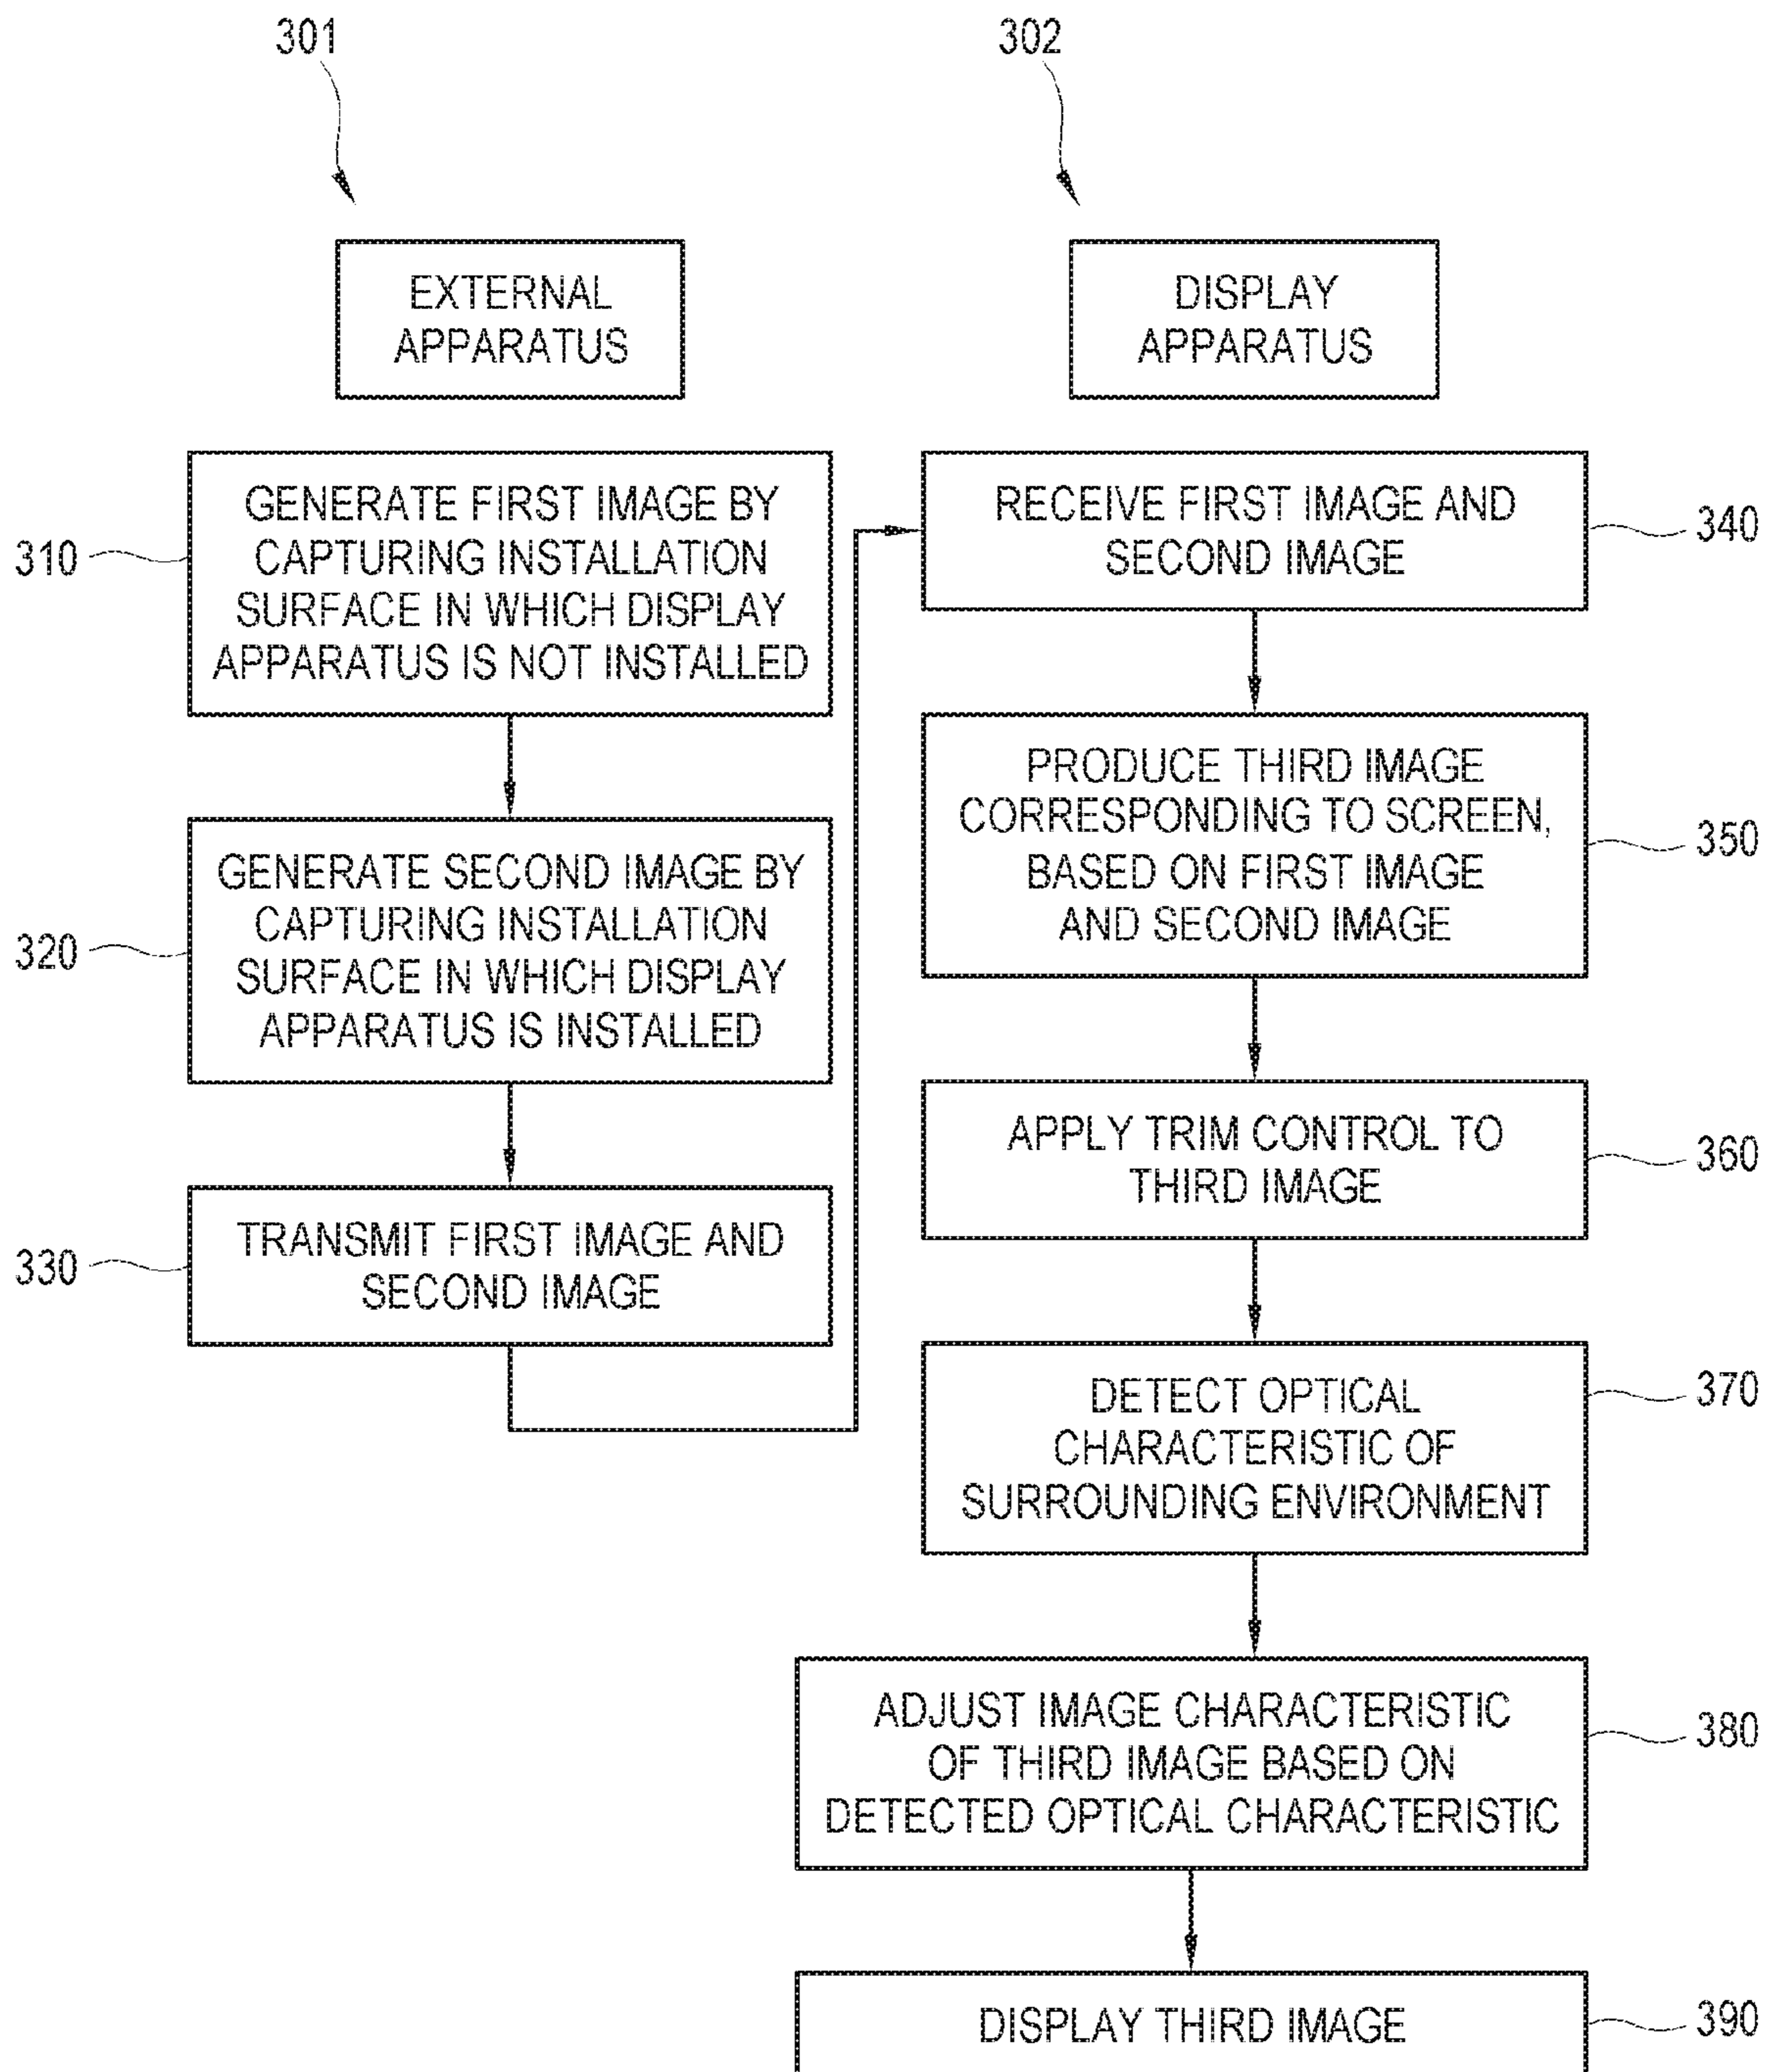 301
302
EXTERNAL
APPARATUS
DISPLAY
APPARATUS
310
GENERATE FIRST IMAGE BY
CAPTURING INSTALLATION
SURFACE IN WHICH DISPLAY
APPARATUS IS NOT INSTALLED
320
GENERATE SECOND IMAGE BY
CAPTURING INSTALLATION
SURFACE IN WHICH DISPLAY
APPARATUS IS INSTALLED
330
TRANSMIT FIRST IMAGE AND
SECOND IMAGE
RECEIVE FIRST IMAGE AND
SECOND IMAGE
340
PRODUCE THIRD IMAGE
CORRESPONDING TO SCREEN,
BASED ON FIRST IMAGE
AND SECOND IMAGE
350
APPLY TRIM CONTROL TO
THIRD IMAGE
360
DETECT OPTICAL
CHARACTERISTIC OF
SURROUNDING ENVIRONMENT
370
ADJUST IMAGE CHARACTERISTIC
OF THIRD IMAGE BASED ON
DETECTED OPTICAL CHARACTERISTIC
380
DISPLAY THIRD IMAGE
390